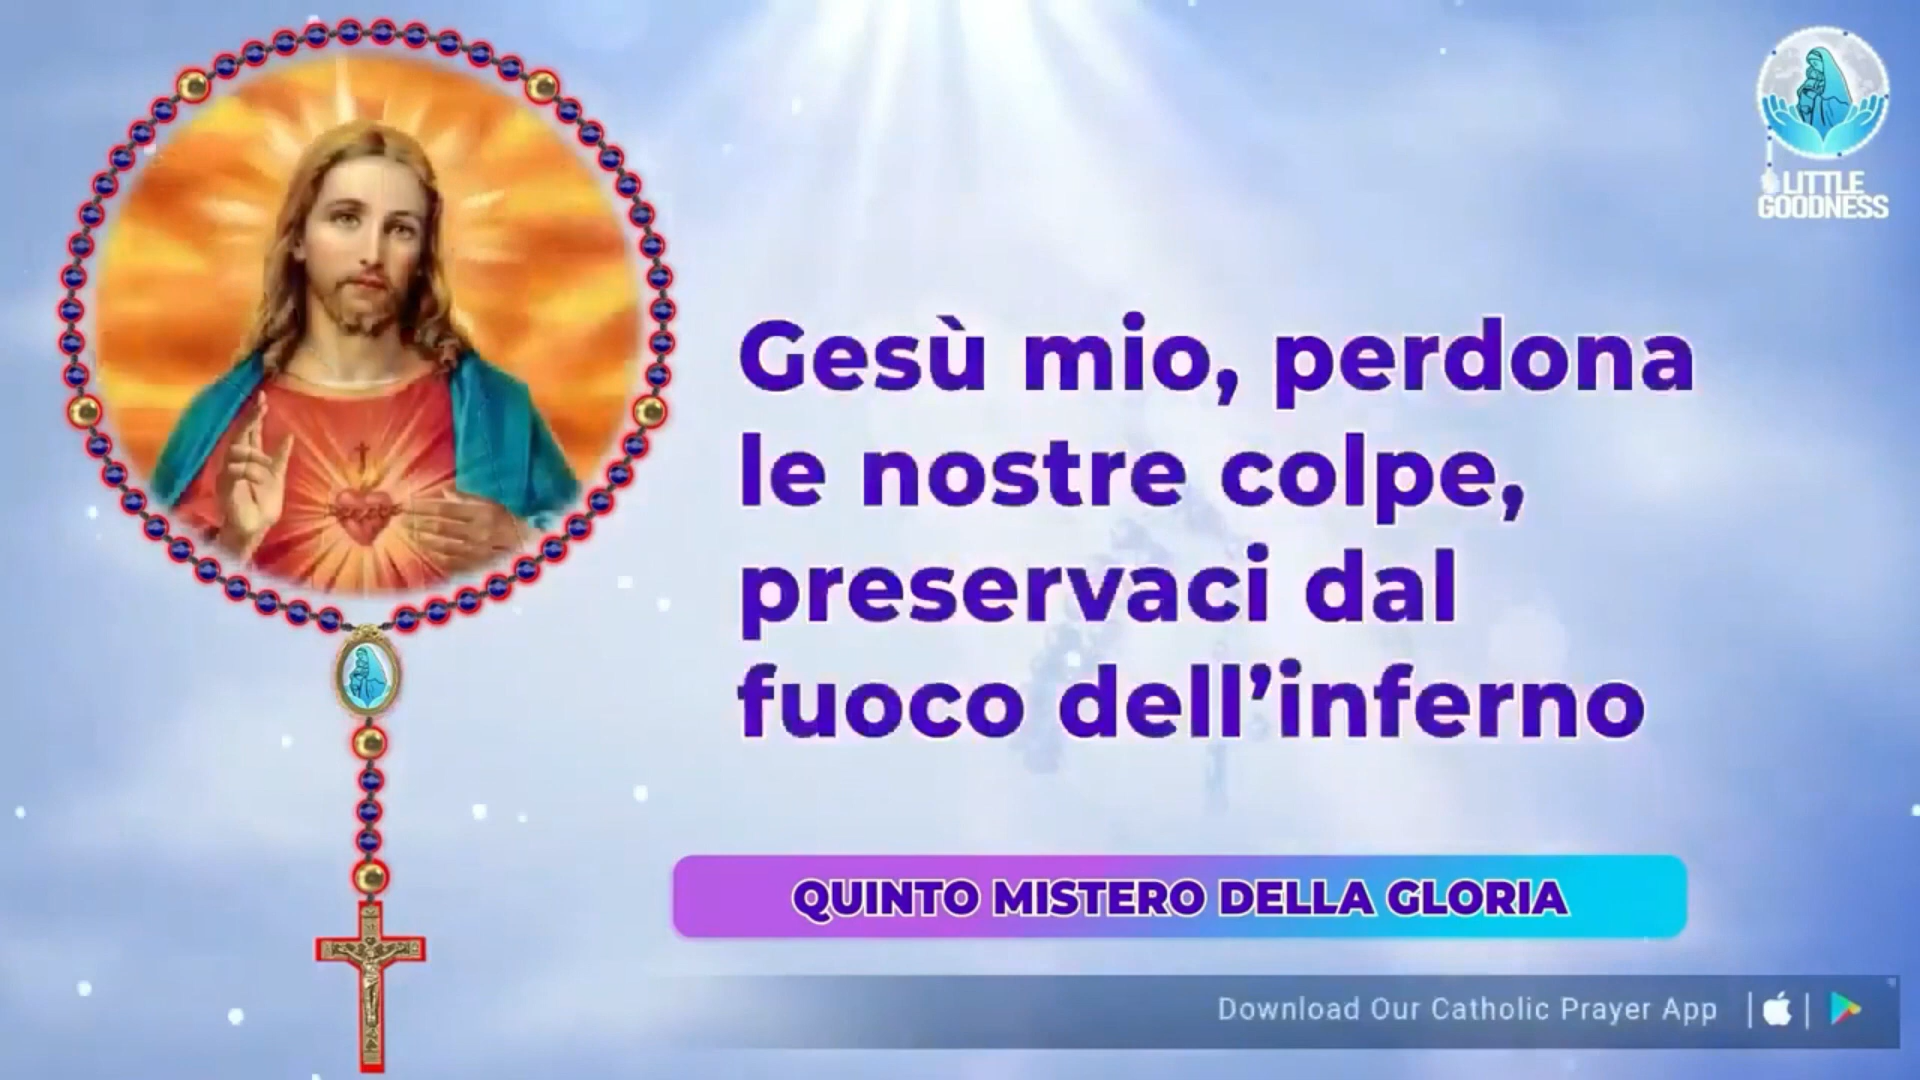 LITTLE
GOODNESS
Gesù mio, perdona
le nostre colpe,
preservaci dal
fuoco dell’inferno
QUINTO MISTERO DELLA GLORIA
Download Our Catholic Prayer App